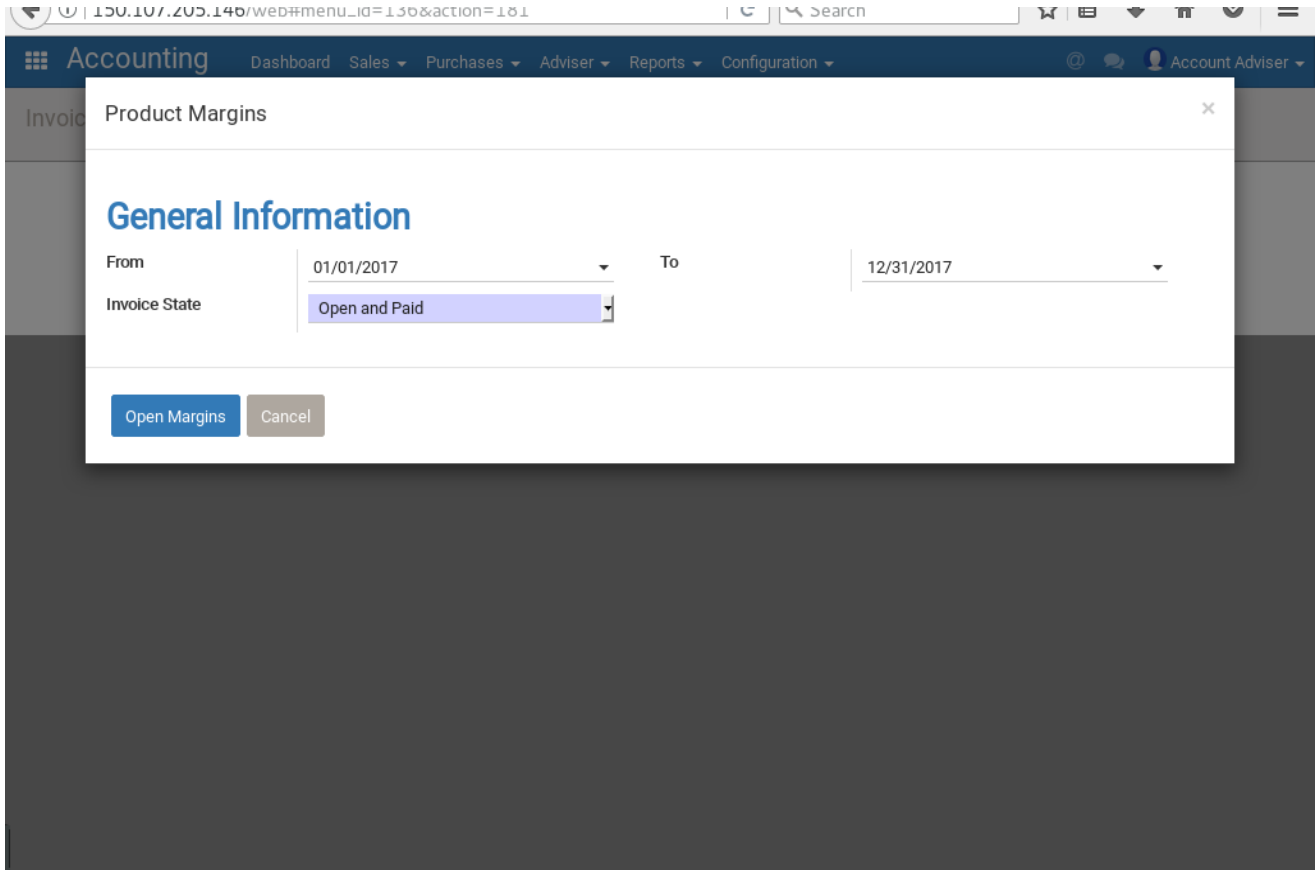 150.107.205.146/web#menu_id=136&action=181 Search
Accounting Dashboard Sales Purchases Adviser Reports Configuration @ Account Adviser
Invoic
Product Margins ×
General Information
From 01/01/2017 To 12/31/2017
Invoice State Open and Paid
Open Margins Cancel